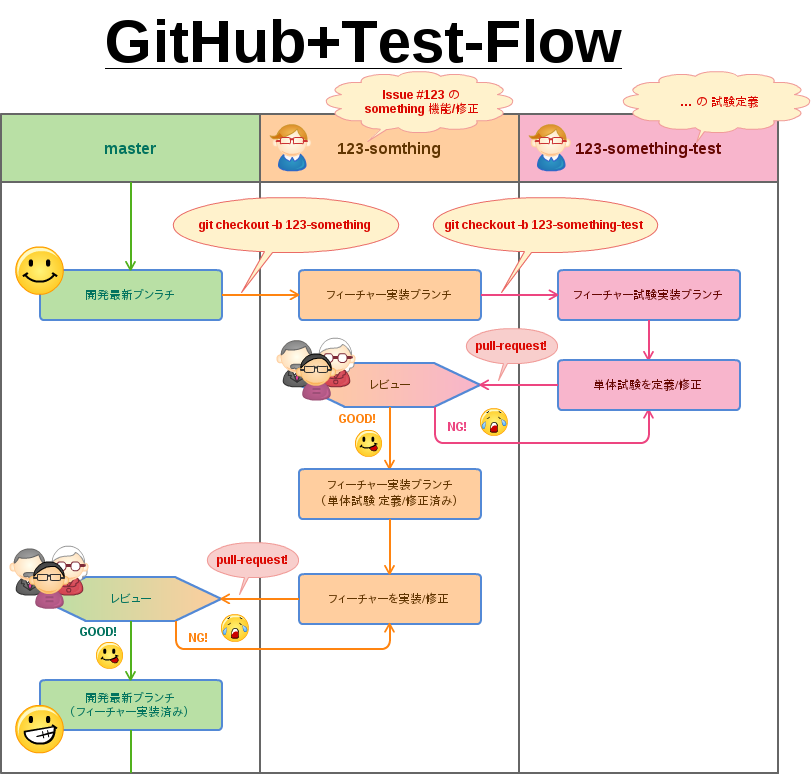 GitHub+Test-Flow
Issue #123 の
something 機能/修正
... の 試験定義
master
123-somthing
123-something-test
git checkout -b 123-something
git checkout -b 123-something-test
開発最新ブンラチ
フィーチャー実装ブランチ
フィーチャー試験実装ブランチ
pull-request!
レビュー
単体試験を定義/修正
GOOD!
NG!
フィーチャー実装ブランチ
（単体試験 定義/修正済み）
pull-request!
レビュー
フィーチャーを実装/修正
GOOD!
NG!
開発最新ブランチ
（フィーチャー実装済み）